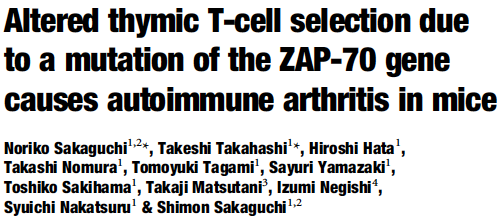 Altered thymic T-cell selection due
to a mutation of the ZAP-70 gene
causes autoimmune arthritis in mice
Noriko Sakaguchi1,2*, Takeshi Takahashi1*, Hiroshi Hata1,
Takashi Nomura1, Tomoyuki Tagami1, Sayuri Yamazaki1,
Toshiko Sakihama1, Takaji Matsutani3, Izumi Negishi4,
Syuichi Nakatsuru1 & Shimon Sakaguchi1,2